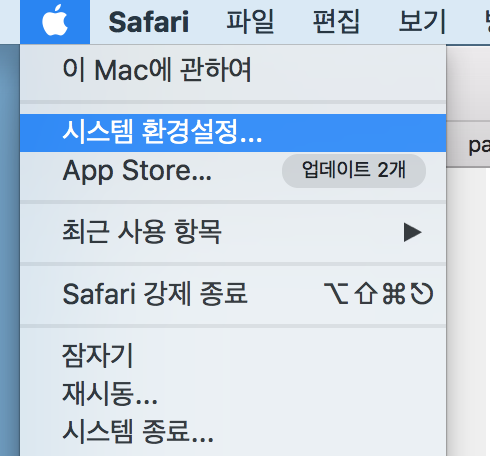 Safari 파일 편집 보기
이 Mac에 관하여
시스템 환경설정...
pa
App Store... 업데이트 2개
최근 사용 항목 ▶
Safari 강제 종료 ⌥⇧⌘⎋
잠자기
재시동...
시스템 종료...